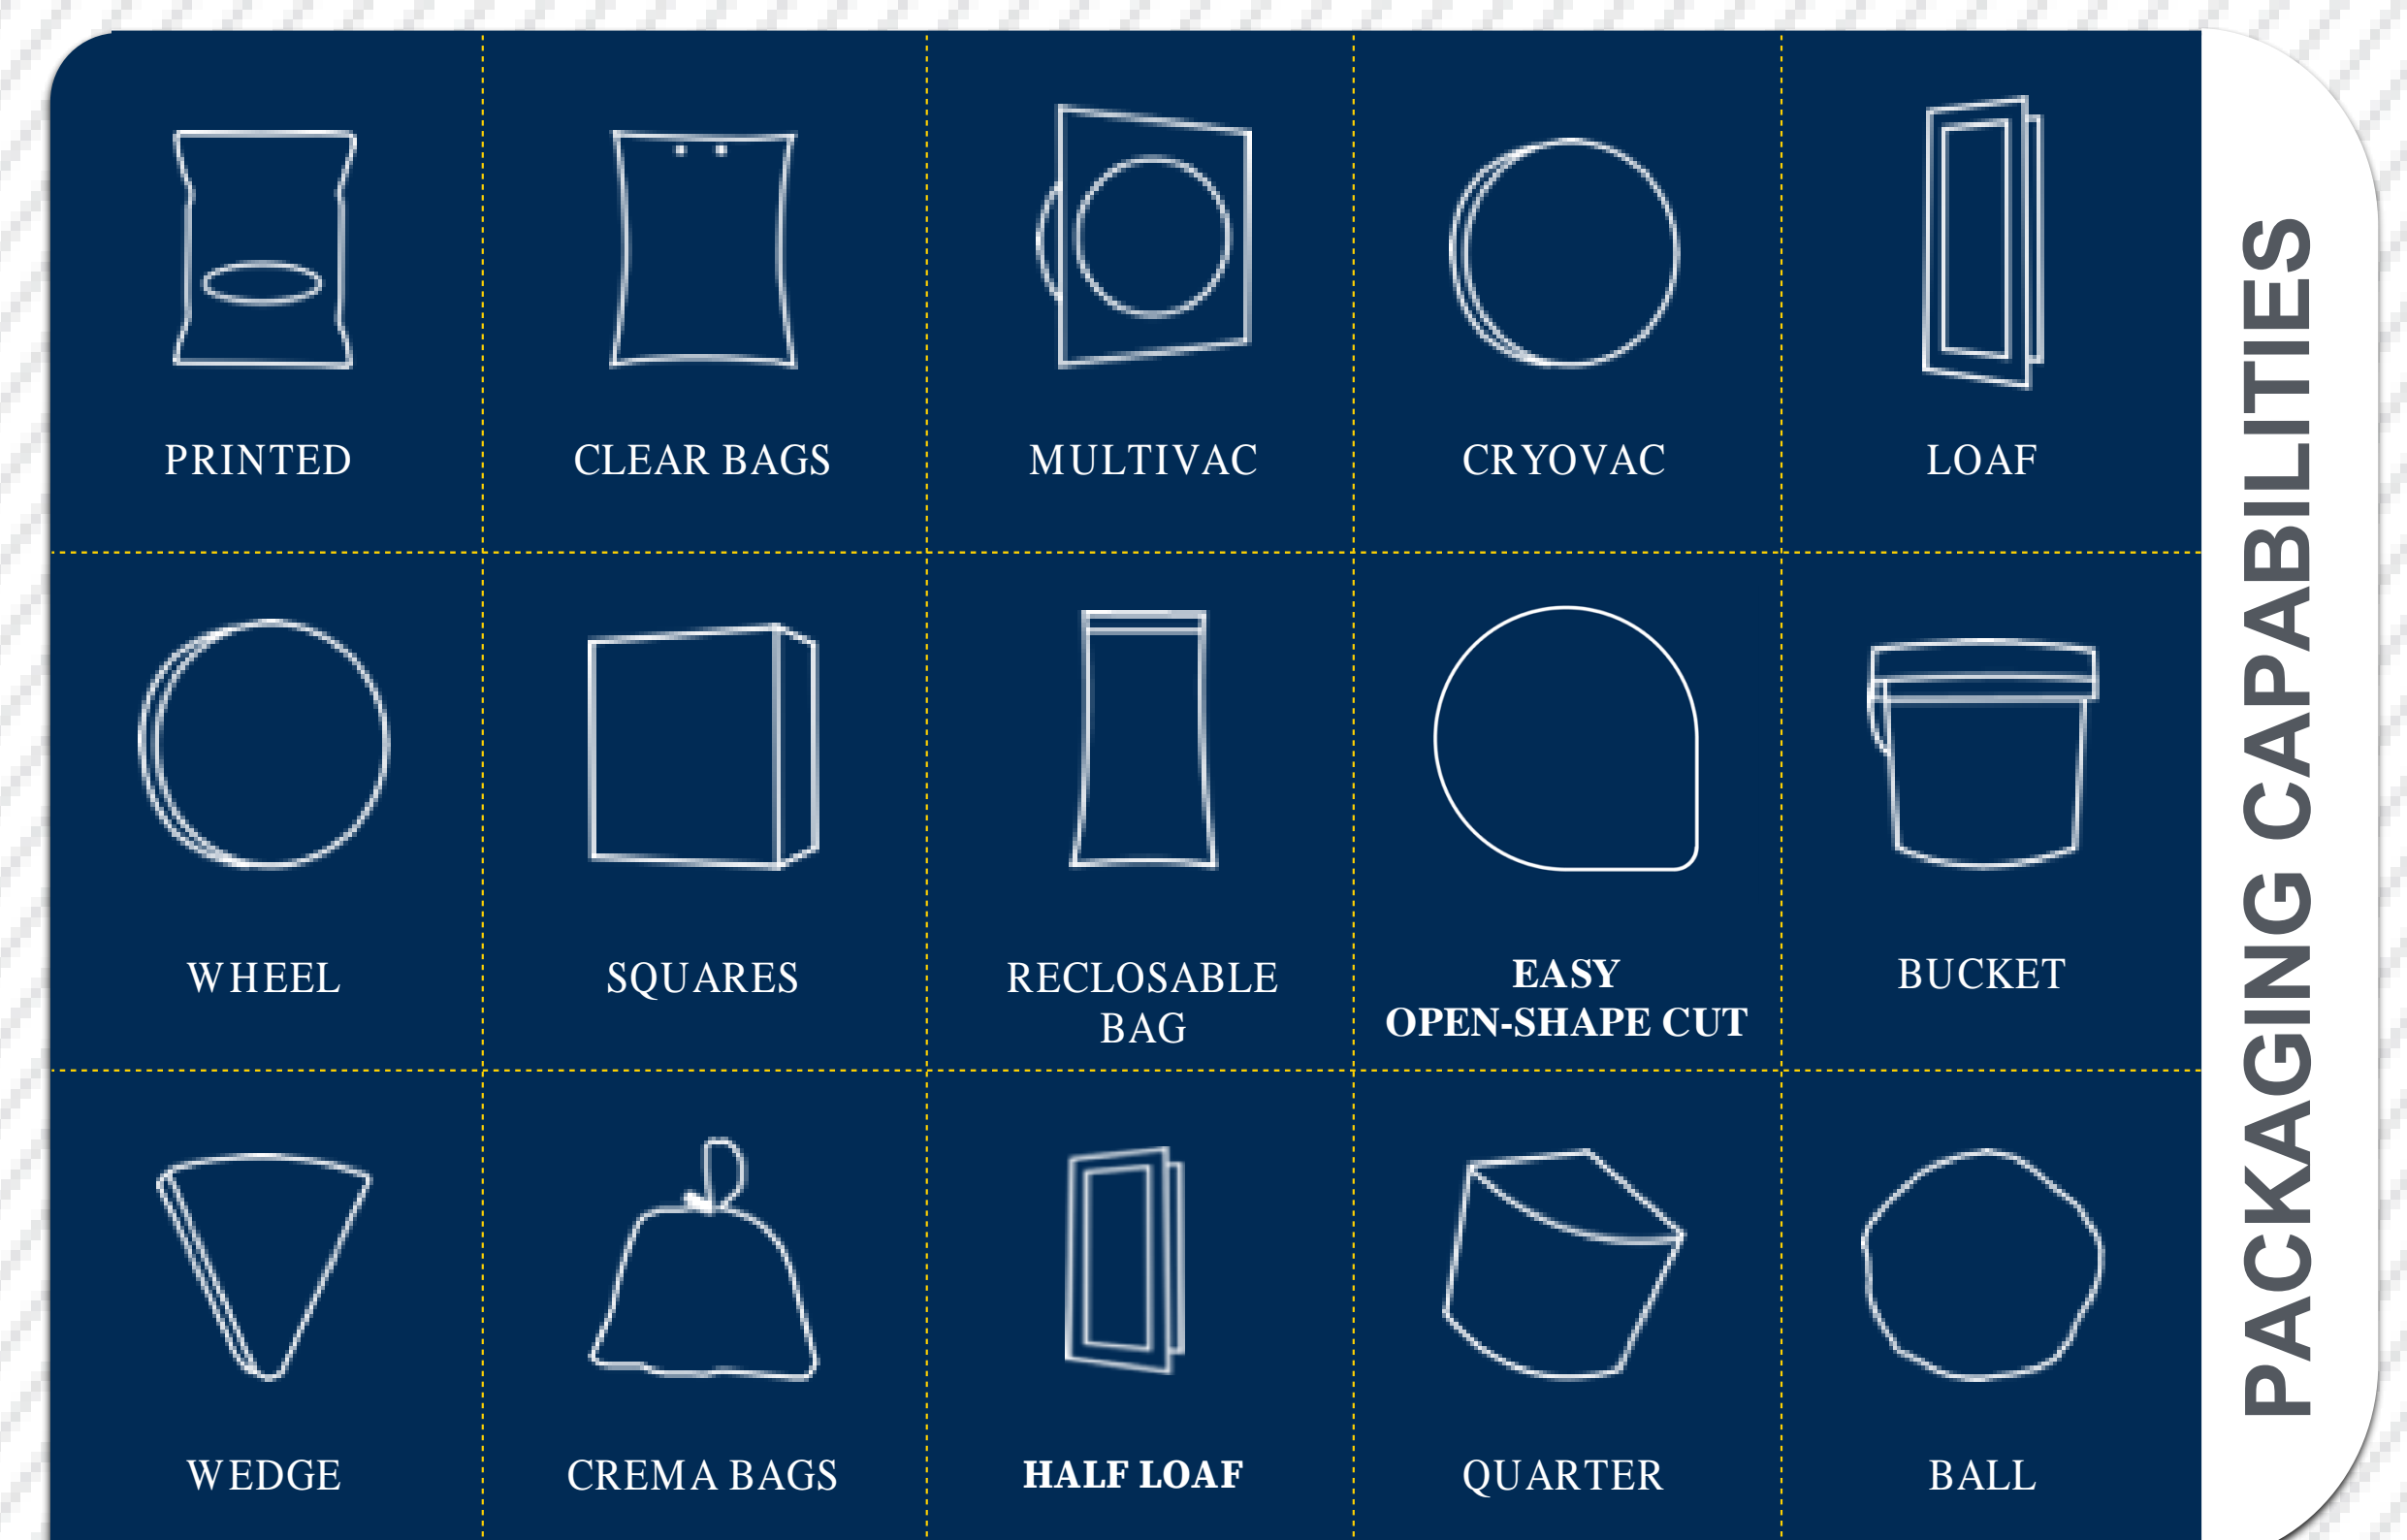 PRINTED
CLEAR BAGS
MULTIVAC
CRYOVAC
LOAF
WHEEL
SQUARES
RECLOSABLE
BAG
EASY
OPEN-SHAPE CUT
BUCKET
WEDGE
CREMA BAGS
HALF LOAF
QUARTER
BALL
PACKAGING CAPABILITIES